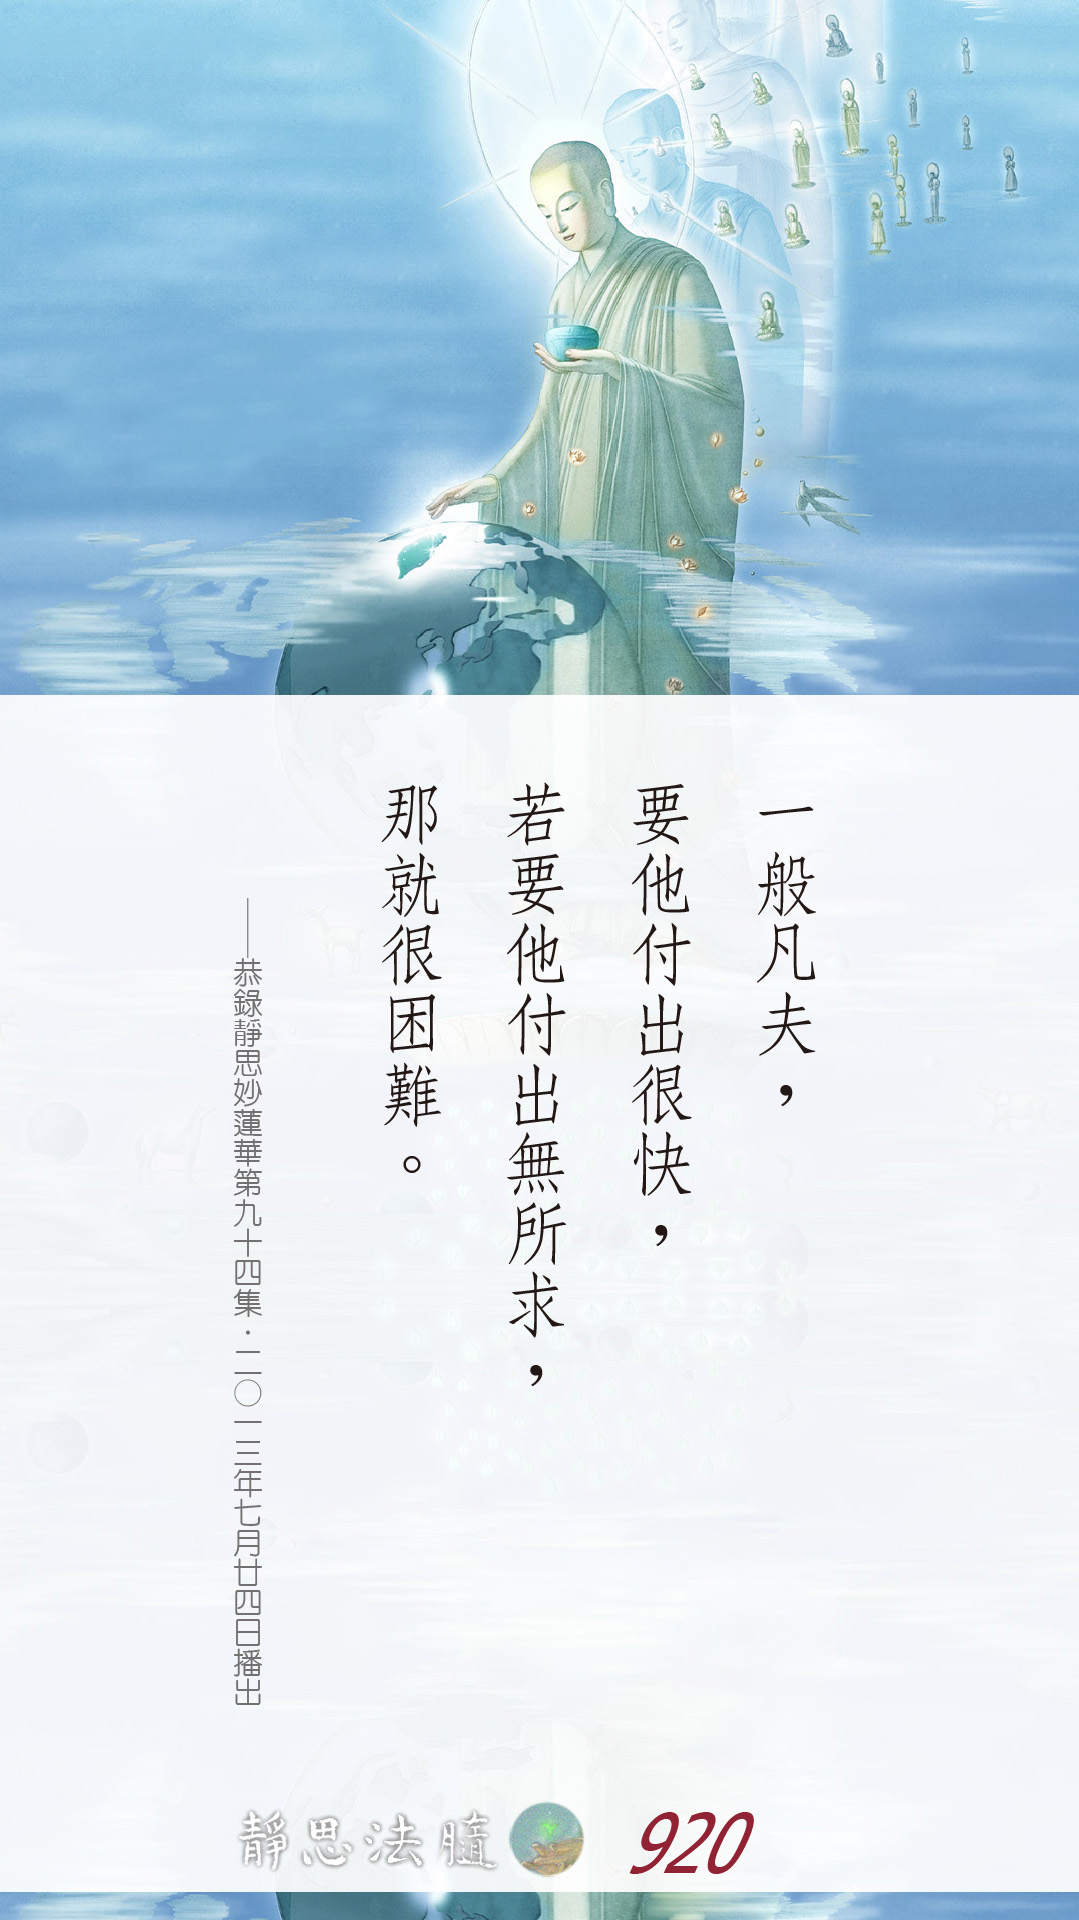 一般凡夫，
要他付出很快，
若要他付出無所求，
那就很困難。
——恭錄靜思妙蓮華第九十四集・二〇一三年七月廿四日播出
靜思法髓
920